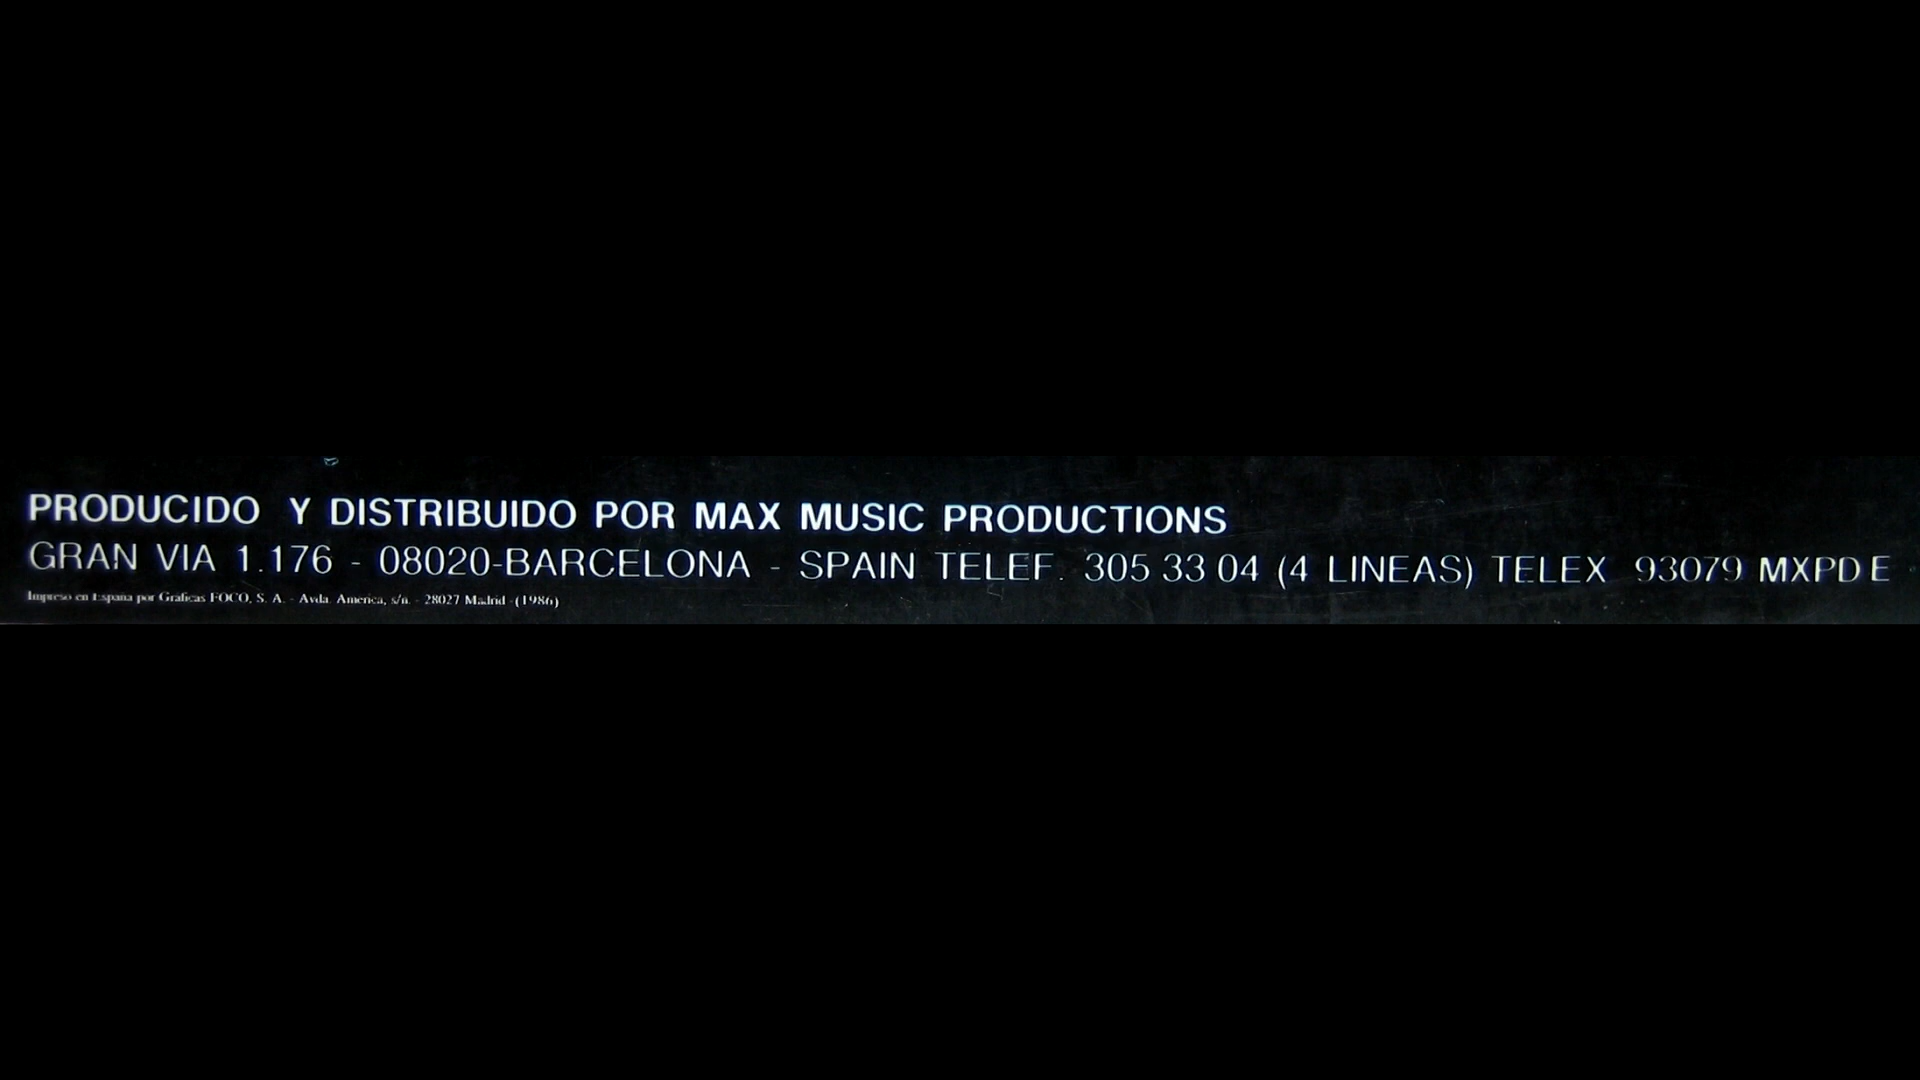 PRODUCIDO Y DISTRIBUIDO POR MAX MUSIC PRODUCTIONS
GRAN VIA 1.176 - 08020-BARCELONA - SPAIN TELEF. 305 33 04 (4 LINEAS) TELEX 93079 MXPD E
Impreso en España por Gráficas FOCO, S. A. - Avda. America, s/n. - 28027 Madrid -(1986)